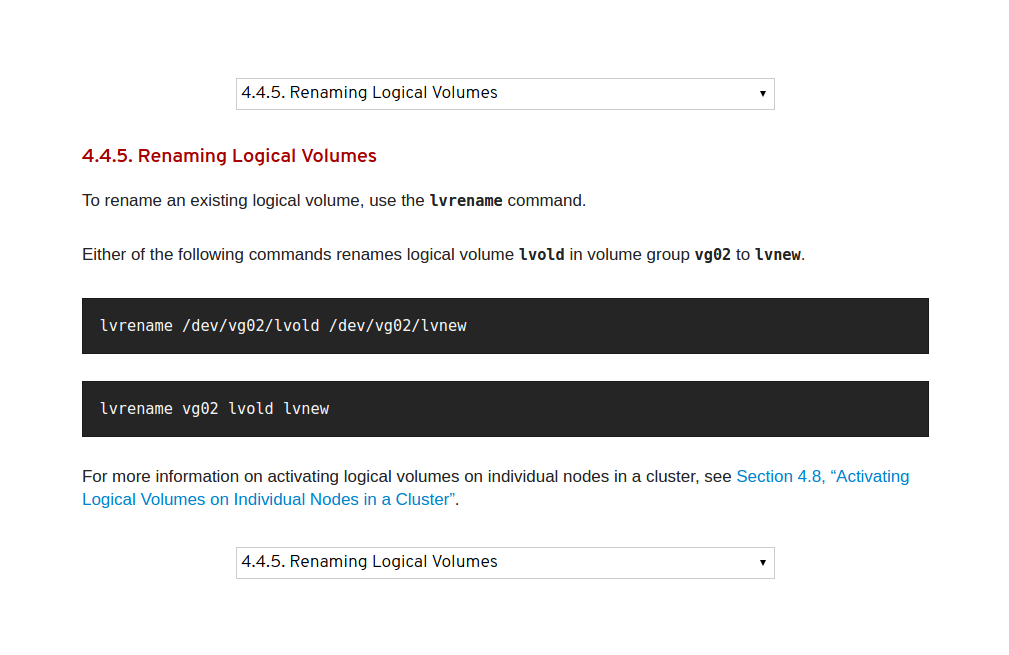 4.4.5. Renaming Logical Volumes
4.4.5. Renaming Logical Volumes
To rename an existing logical volume, use the lvrename command.
Either of the following commands renames logical volume lvold in volume group vg02 to lvnew.
lvrename /dev/vg02/lvold /dev/vg02/lvnew
lvrename vg02 lvold lvnew
For more information on activating logical volumes on individual nodes in a cluster, see Section 4.8, “Activating
Logical Volumes on Individual Nodes in a Cluster”.
4.4.5. Renaming Logical Volumes